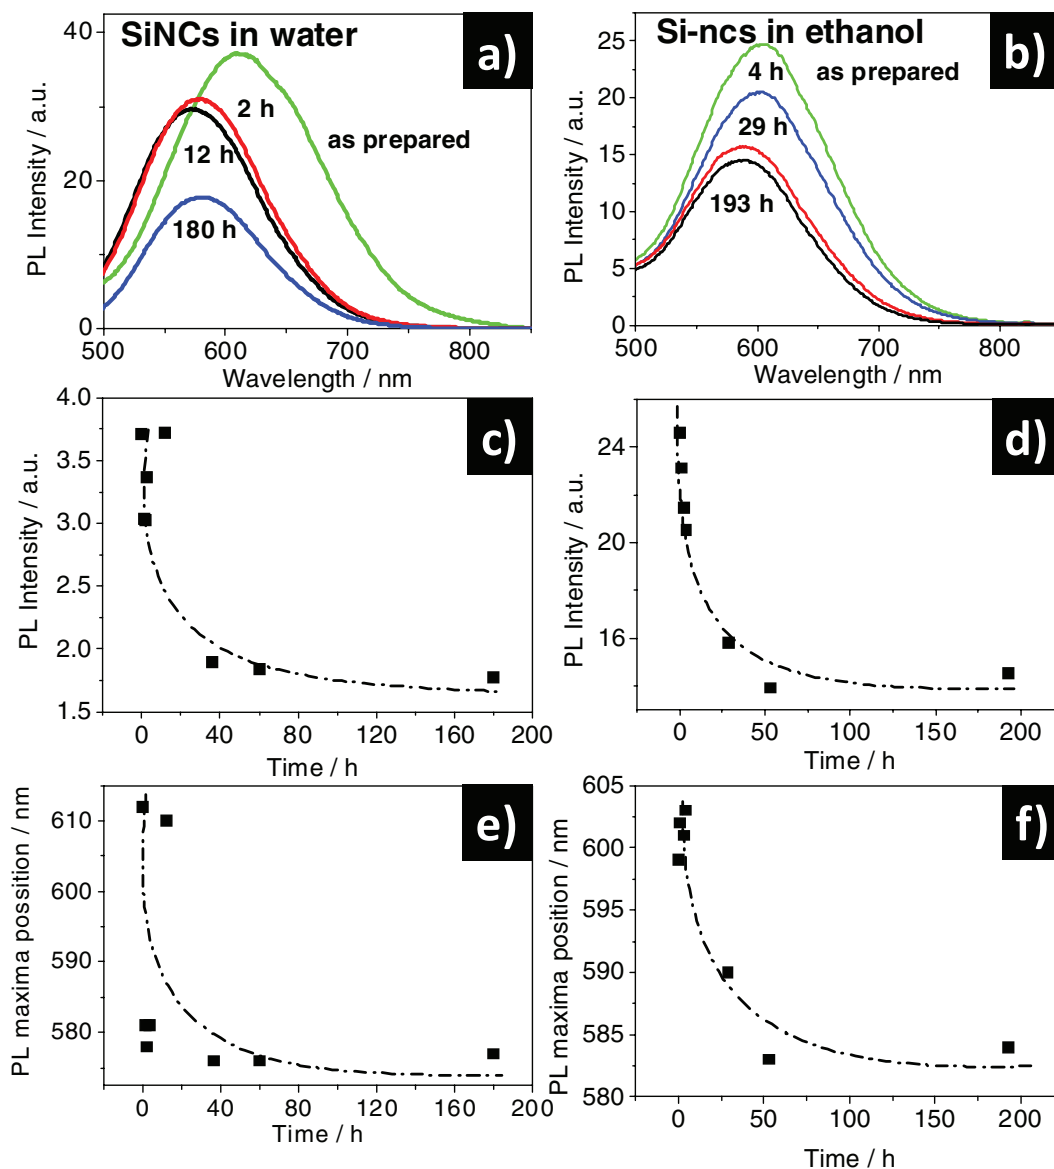 SiNCs in water
a)
PL Intensity / a.u.
40
20
0
2 h
12 h
as prepared
180 h
500 600 700 800
Wavelength / nm
Si-ncs in ethanol
b)
PL Intensity / a.u.
25
20
15
10
5
0
4 h as prepared
29 h
193 h
500 600 700 800
Wavelength / nm
c)
PL Intensity / a.u.
4.0
3.5
3.0
2.5
2.0
1.5
0 40 80 120 160 200
Time / h
d)
PL Intensity / a.u.
24
20
16
0 50 100 150 200
Time / h
e)
PL maxima possition / nm
610
600
590
580
0 40 80 120 160 200
Time / h
f)
PL maxima position / nm
605
600
595
590
585
580
0 50 100 150 200
Time / h